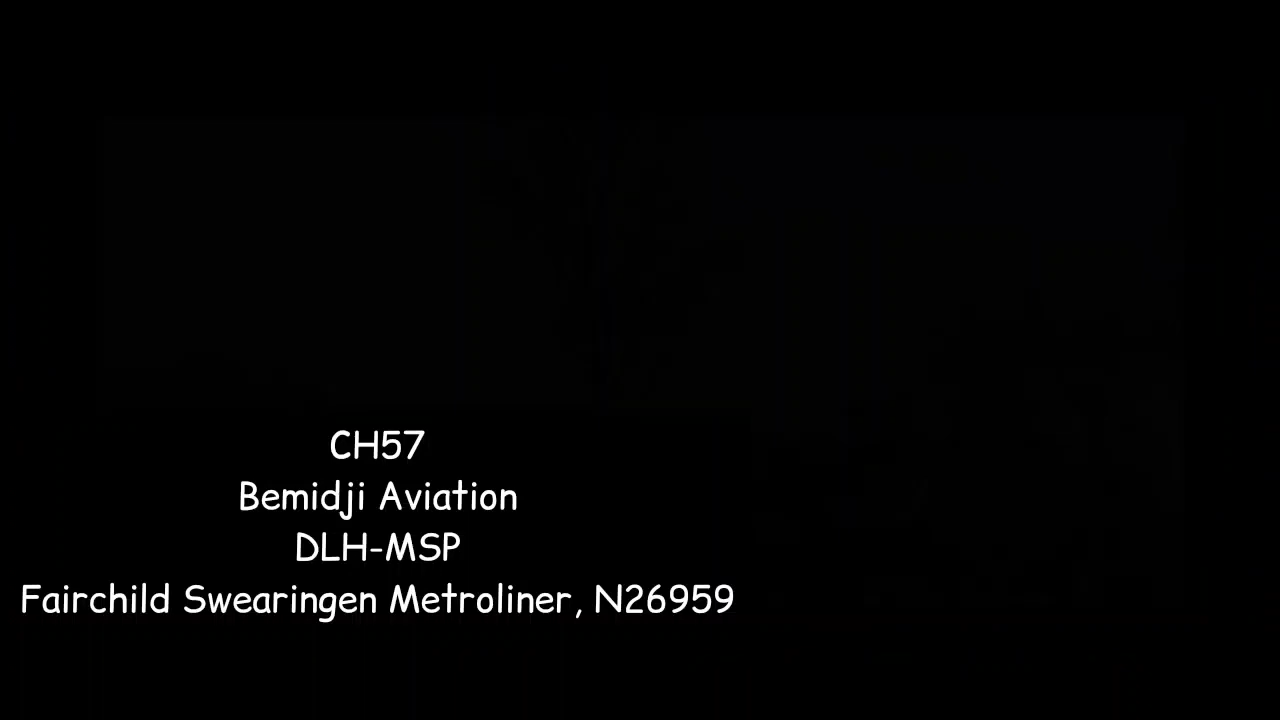 CH57
Bemidji Aviation
DLH-MSP
Fairchild Swearingen Metroliner, N26959